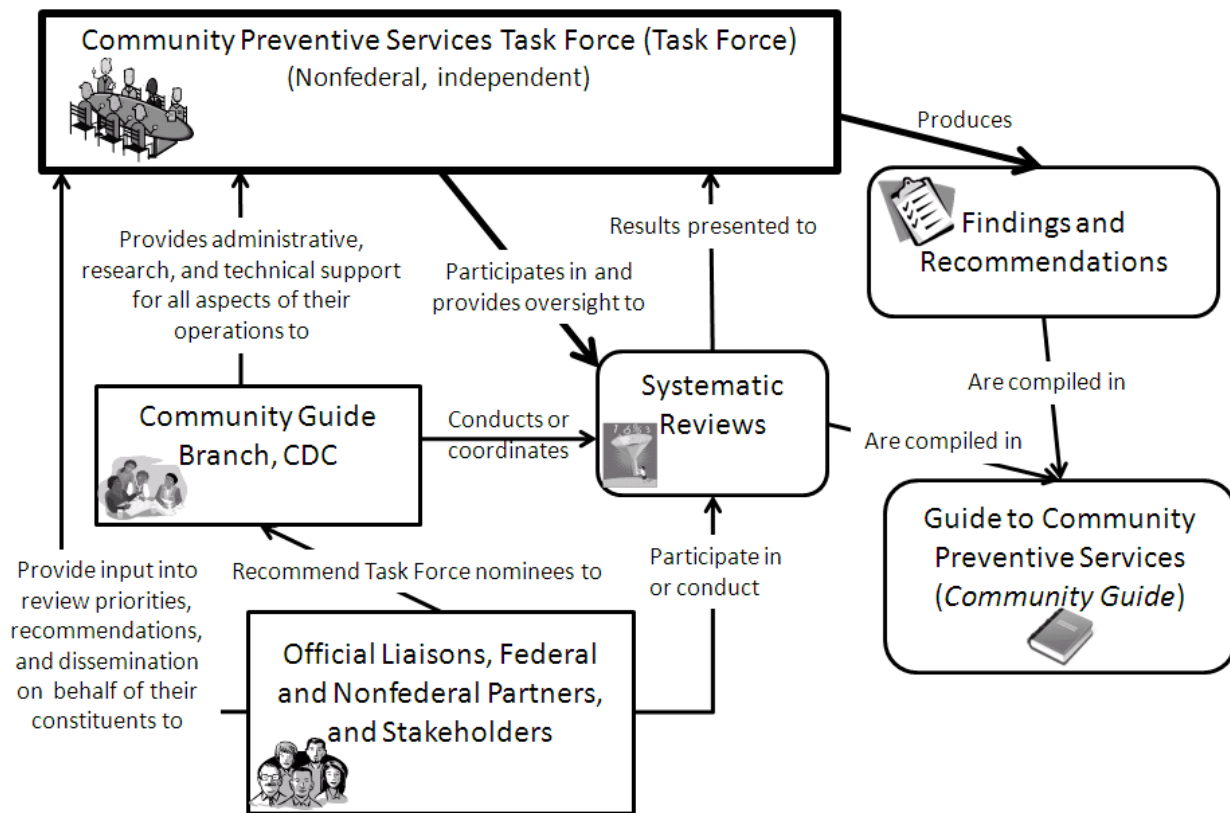 Community Preventive Services Task Force (Task Force)
(Nonfederal, independent)
Produces
Findings and
Recommendations
Results presented to
Provides administrative,
research, and technical support
for all aspects of their
operations to
Participates in and
provides oversight to
Systematic
Reviews
Are compiled in
Community Guide
Branch, CDC
Conducts or
coordinates
Are compiled in
Guide to Community
Preventive Services
(Community Guide)
Provide input into
review priorities,
recommendations,
and dissemination
on behalf of their
constituents to
Recommend Task Force nominees to
Participate in
or conduct
Official Liaisons, Federal
and Nonfederal Partners,
and Stakeholders